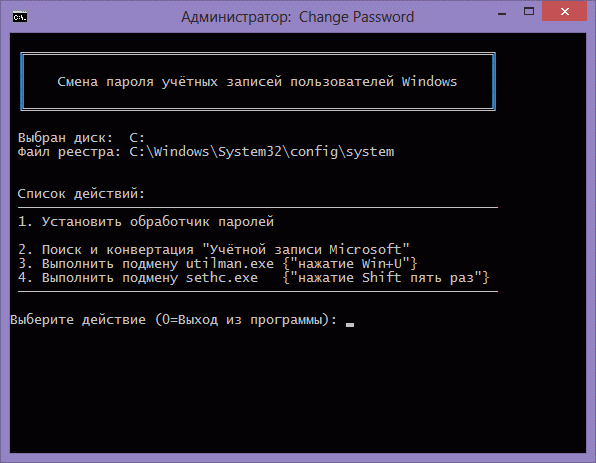 Администратор: Change Password
Смена пароля учётных записей пользователей Windows
Выбран диск: C:
Файл реестра: C:\Windows\System32\config\system
Список действий:
1. Установить обработчик паролей
2. Поиск и конвертация "Учётной записи Microsoft"
3. Выполнить подмену utilman.exe {"нажатие Win+U"}
4. Выполнить подмену sethc.exe {"нажатие Shift пять раз"}
Выберите действие (0=Выход из программы):